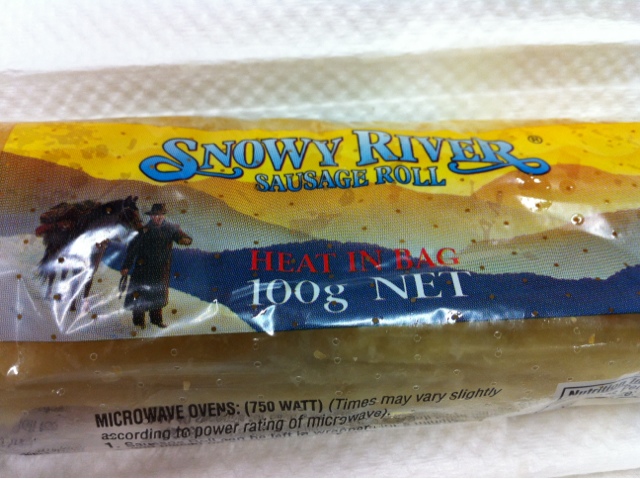 SNOWY RIVER®
SAUSAGE ROLL
HEAT IN BAG
100g NET
MICROWAVE OVENS: (750 WATT) (Times may vary slightly
according to power rating of microwave).
1.